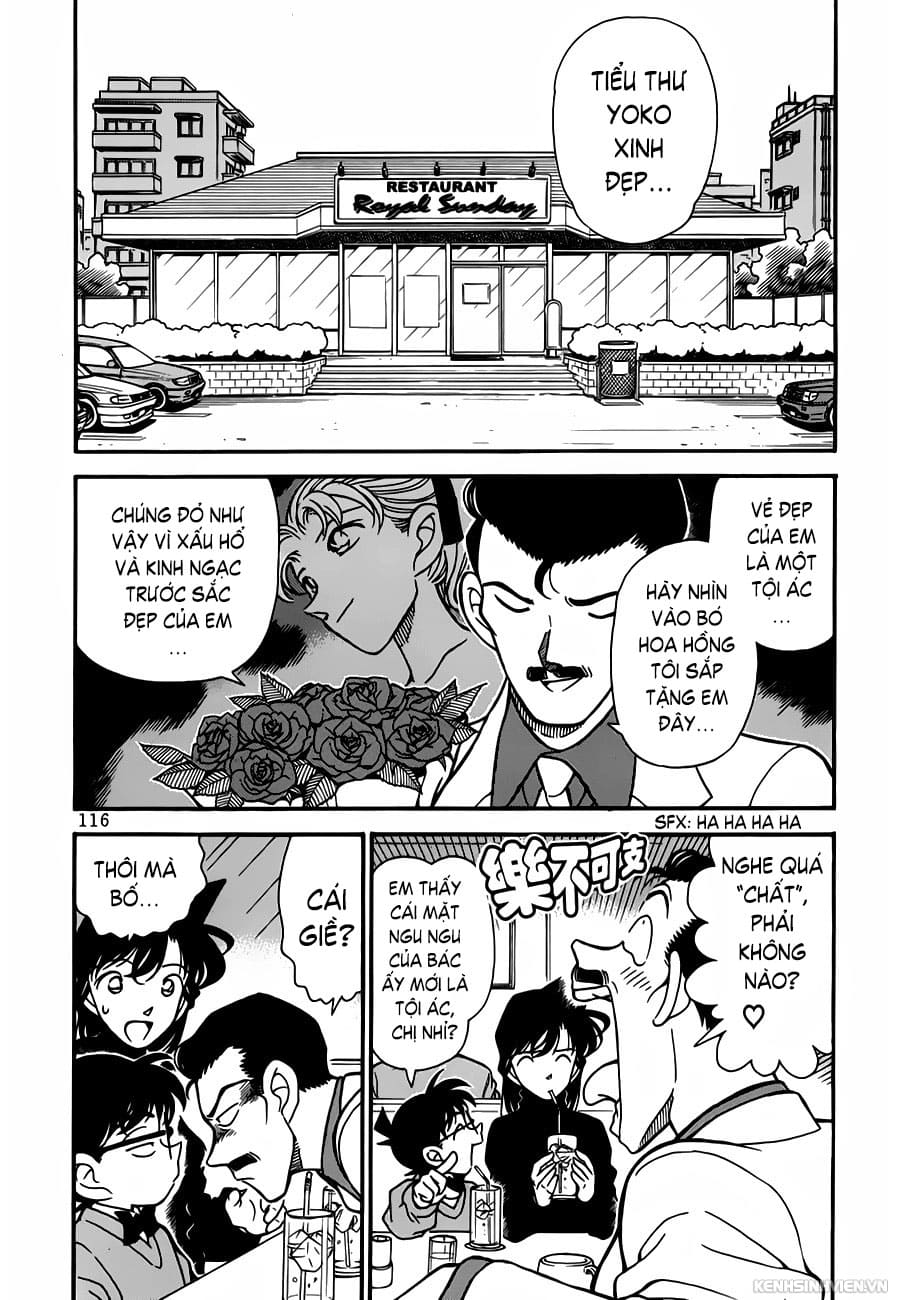 TIỂU THƯ
YOKO
XINH
ĐẸP...
RESTAURANT
Royal Sunday
VẺ ĐẸP
CỦA EM
LÀ MỘT
TỘI ÁC
...
HÃY NHÌN
VÀO BÓ
HOA HỒNG
TÔI SẮP
TẶNG EM
ĐÂY...
CHÚNG ĐỎ NHƯ
VẬY VÌ XẤU HỔ
VÀ KINH NGẠC
TRƯỚC SẮC
ĐẸP CỦA EM
...
116
SFX: HA HA HA HA
NGHE QUÁ
“CHẤT”,
PHẢI
KHÔNG
NÀO?
♡
樂不可支
EM THẤY
CÁI MẶT
NGU NGU
CỦA BÁC
ẤY MỚI LÀ
TỘI ÁC,
CHỊ NHỈ?
CÁI
GIỀ?
THÔI MÀ
BỐ...
KENHSINHVIEN.VN